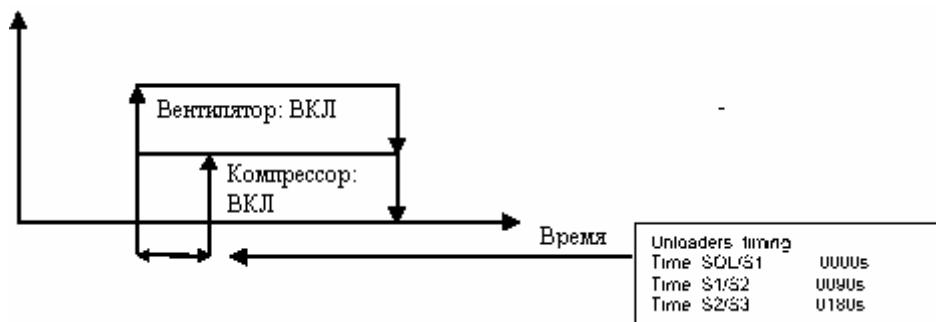 Вентилятор: ВКЛ
Компрессор:
ВКЛ
Время
Unloaders timing
Time SOL/S1 0000s
Time S1/S2 0090s
Time S2/S3 0180s